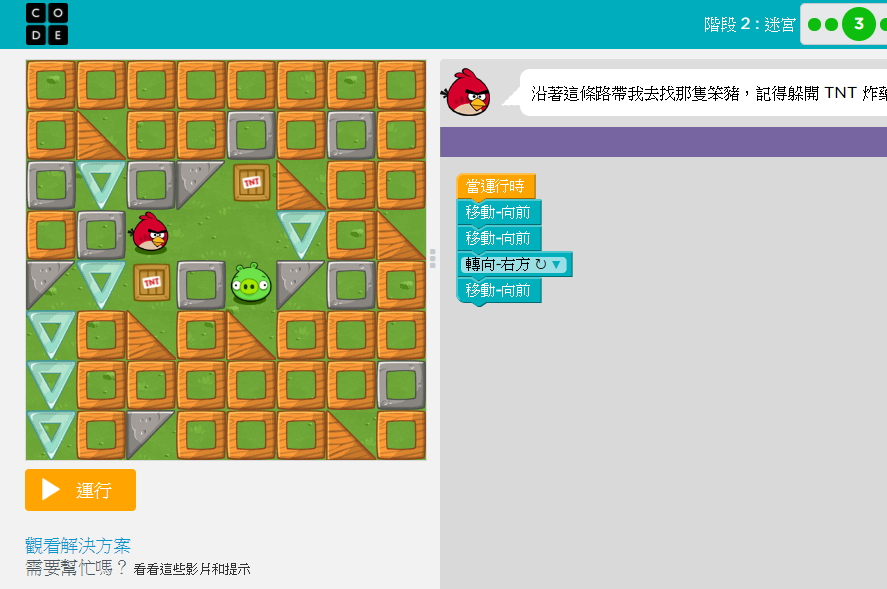 C O
D E
階段 2 : 迷宮
3
沿著這條路帶我去找那隻笨豬，記得躲開 TNT 炸藥
TNT
TNT
當運行時
移動-向前
移動-向前
轉向-右方 ↻ ▼
移動-向前
運行
觀看解決方案
需要幫忙嗎？ 看看這些影片和提示